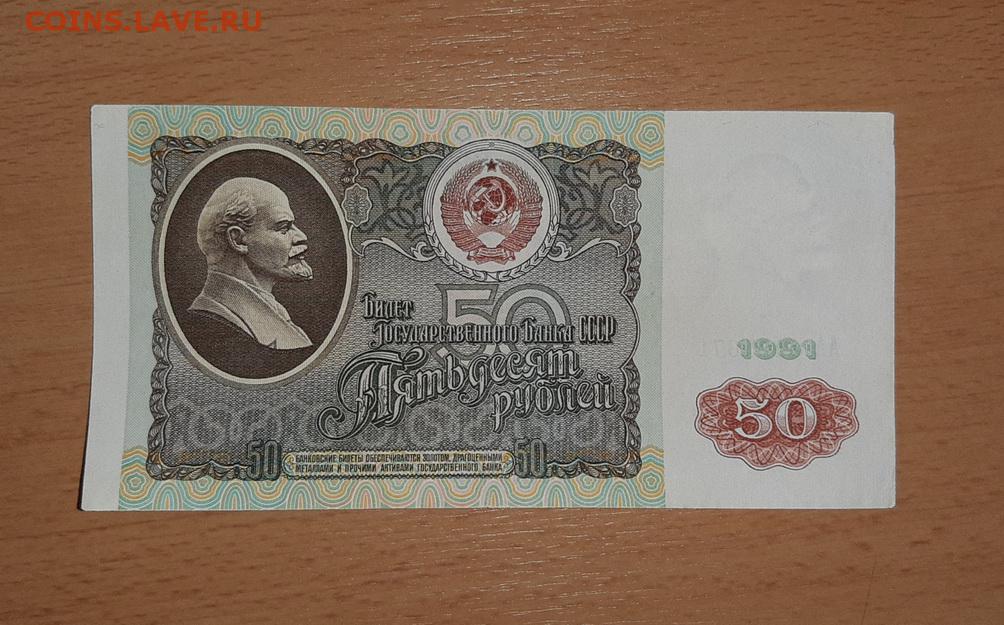 COINS.LAVE.RU
Билет
Государственного Банка СССР
50
Пятьдесят
рублей
1991
50
50
БАНКОВСКИЕ БИЛЕТЫ ОБЕСПЕЧИВАЮТСЯ ЗОЛОТОМ, ДРАГОЦЕННЫМИ
МЕТАЛЛАМИ И ПРОЧИМИ АКТИВАМИ ГОСУДАРСТВЕННОГО БАНКА
50